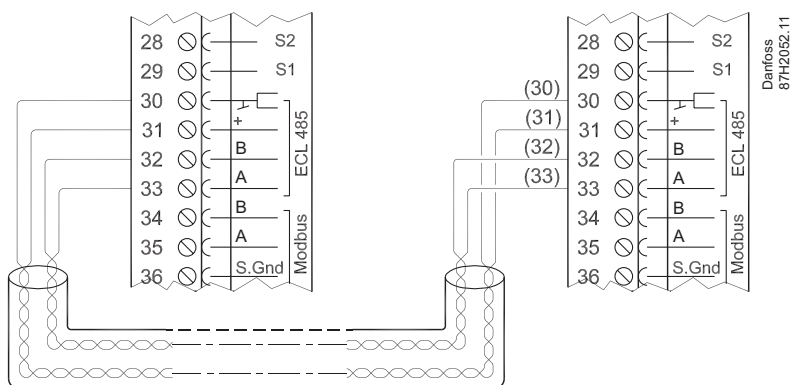 28 S2
29 S1
30
31 +
32 B
33 A
34 B
35 A
36 S.Gnd
ECL 485
Modbus
(30)
(31)
(32)
(33)
28 S2
29 S1
30
31 +
32 B
33 A
34 B
35 A
36 S.Gnd
ECL 485
Modbus
Danfoss
87H2052.11